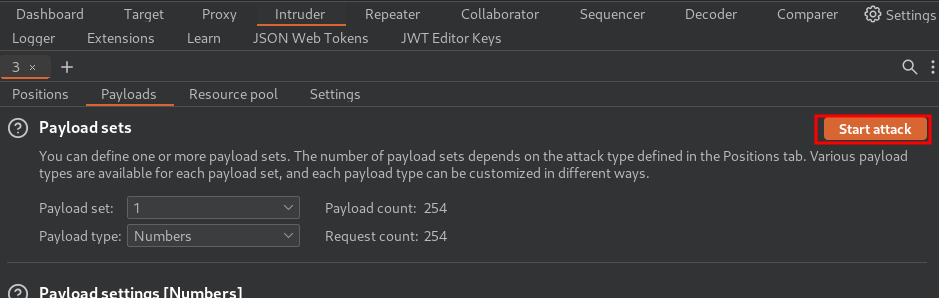 Dashboard Target Proxy Intruder Repeater Collaborator Sequencer Decoder Comparer Settings
Logger Extensions Learn JSON Web Tokens JWT Editor Keys
3 × +
Positions Payloads Resource pool Settings
? Payload sets Start attack
You can define one or more payload sets. The number of payload sets depends on the attack type defined in the Positions tab. Various payload
types are available for each payload set, and each payload type can be customized in different ways.
Payload set: 1 Payload count: 254
Payload type: Numbers Request count: 254
? Payload settings [Numbers]